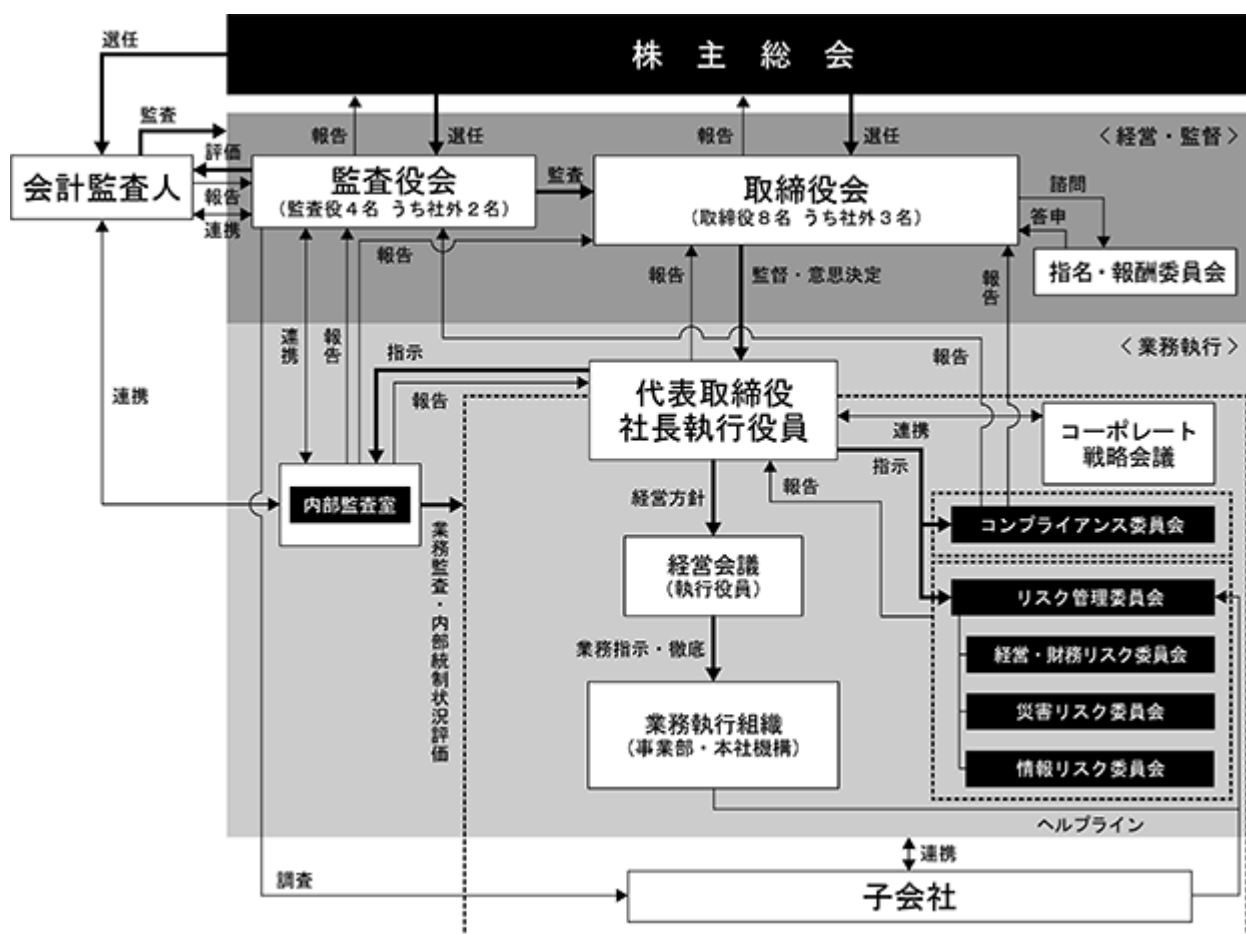 株主総会
選任
監査
報告
選任
報告
選任
＜経営・監督＞
会計監査人
評価
報告
連携
監査役会
（監査役4名 うち社外2名）
監査
取締役会
（取締役8名 うち社外3名）
諮問
答申
指名・報酬委員会
報告
報告
監督・意思決定
報告
連携
連携
報告
指示
報告
報告
＜業務執行＞
代表取締役
社長執行役員
連携
コーポレート
戦略会議
指示
報告
内部監査室
経営方針
コンプライアンス委員会
業務監査・内部統制状況評価
経営会議
（執行役員）
リスク管理委員会
業務指示・徹底
経営・財務リスク委員会
業務執行組織
（事業部・本社機構）
災害リスク委員会
情報リスク委員会
ヘルプライン
連携
調査
子会社